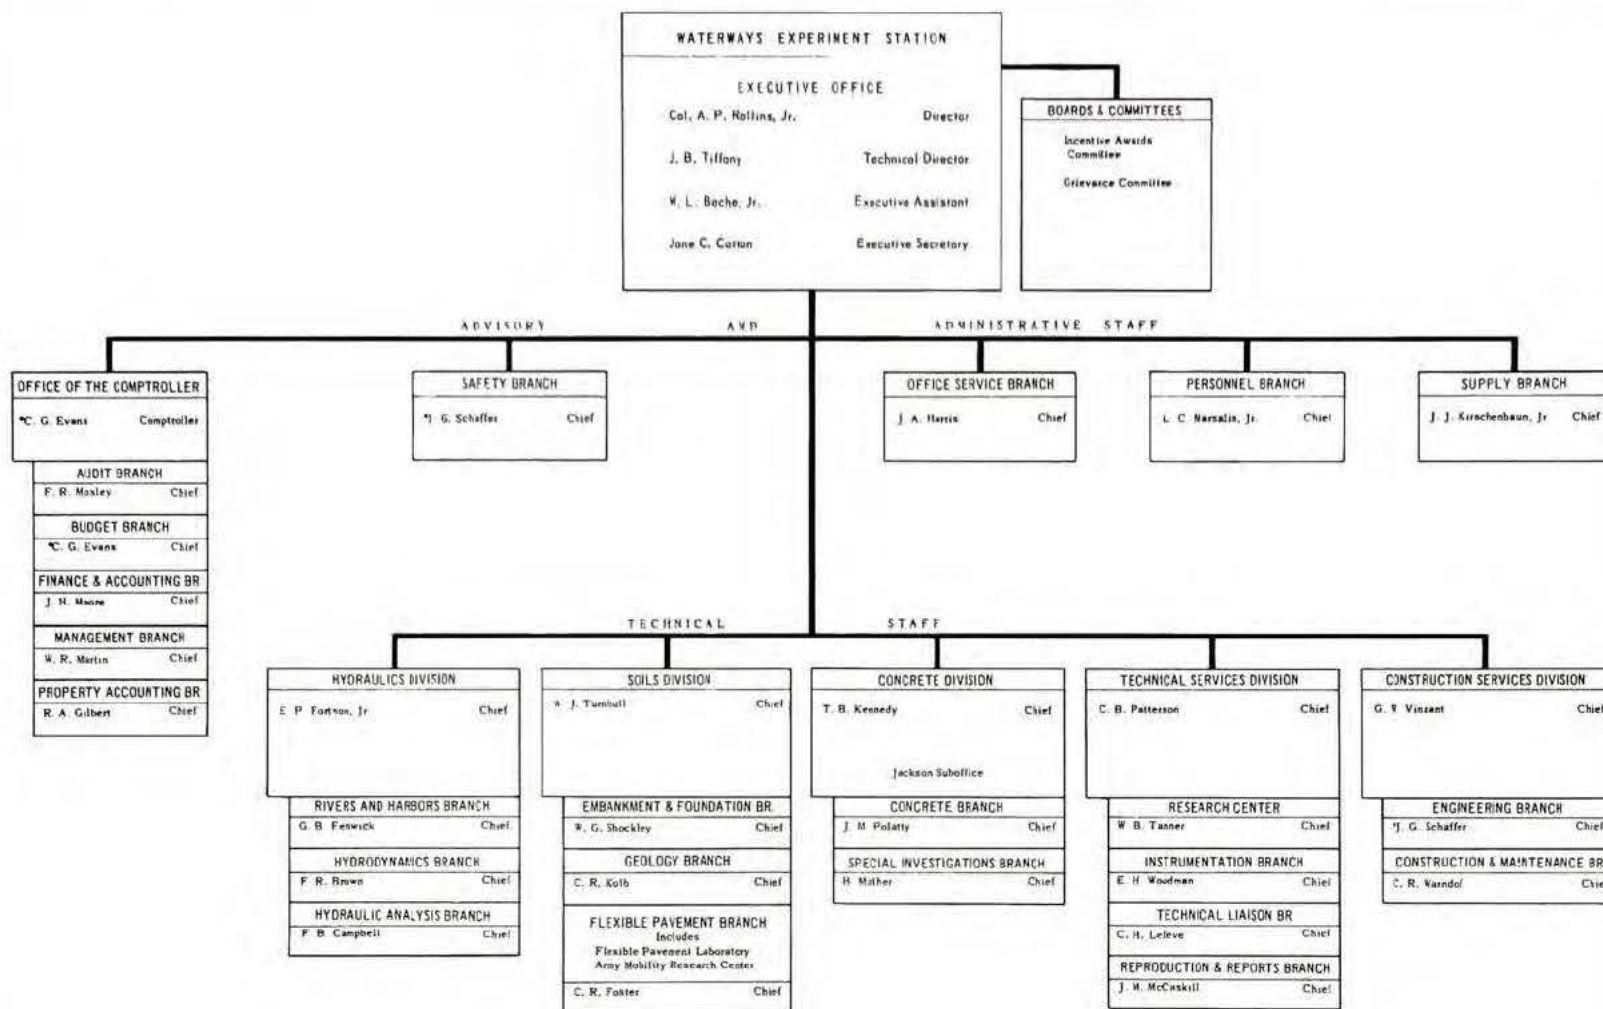 WATERWAYS EXPERIMENT STATION
EXECUTIVE OFFICE
Col. A. P. Rollins, Jr. Director
J. B. Tiffany Technical Director
W. L. Bache, Jr. Executive Assistant
Jane C. Cotton Executive Secretary
BOARDS & COMMITTEES
Incentive Awards
Committee
Grievance Committee
ADVISORY AND ADMINISTRATIVE STAFF
OFFICE OF THE COMPTROLLER
*C. G. Evans Comptroller
AUDIT BRANCH
F. R. Moxley Chief
BUDGET BRANCH
*C. G. Evans Chief
FINANCE & ACCOUNTING BR
J. H. Moore Chief
MANAGEMENT BRANCH
W. R. Martin Chief
PROPERTY ACCOUNTING BR
R. A. Gilbert Chief
SAFETY BRANCH
*J. G. Schaffer Chief
OFFICE SERVICE BRANCH
J. A. Harris Chief
PERSONNEL BRANCH
L. C. Marsalis, Jr. Chief
SUPPLY BRANCH
J. J. Kirschenbaum, Jr Chief
TECHNICAL STAFF
HYDRAULICS DIVISION
E. P. Fortson, Jr Chief
RIVERS AND HARBORS BRANCH
G. B. Fenwick Chief
HYDRODYNAMICS BRANCH
F. R. Brown Chief
HYDRAULIC ANALYSIS BRANCH
F. B. Campbell Chief
SOILS DIVISION
W. J. Turnbull Chief
EMBANKMENT & FOUNDATION BR.
W. G. Shockley Chief
GEOLOGY BRANCH
C. R. Kolb Chief
FLEXIBLE PAVEMENT BRANCH
Includes
Flexible Pavement Laboratory
Army Mobility Research Center
C. R. Foster Chief
CONCRETE DIVISION
T. B. Kennedy Chief
Jackson Suboffice
CONCRETE BRANCH
J. M. Polatty Chief
SPECIAL INVESTIGATIONS BRANCH
B. Mather Chief
TECHNICAL SERVICES DIVISION
C. B. Patterson Chief
RESEARCH CENTER
W. B. Tanner Chief
INSTRUMENTATION BRANCH
E. H. Woodman Chief
TECHNICAL LIAISON BR
C. H. Lefeve Chief
REPRODUCTION & REPORTS BRANCH
J. W. McCaskill Chief
CONSTRUCTION SERVICES DIVISION
G. W. Vinzant Chief
ENGINEERING BRANCH
*J. G. Schaffer Chief
CONSTRUCTION & MAINTENANCE BR
C. R. Warndof Chief